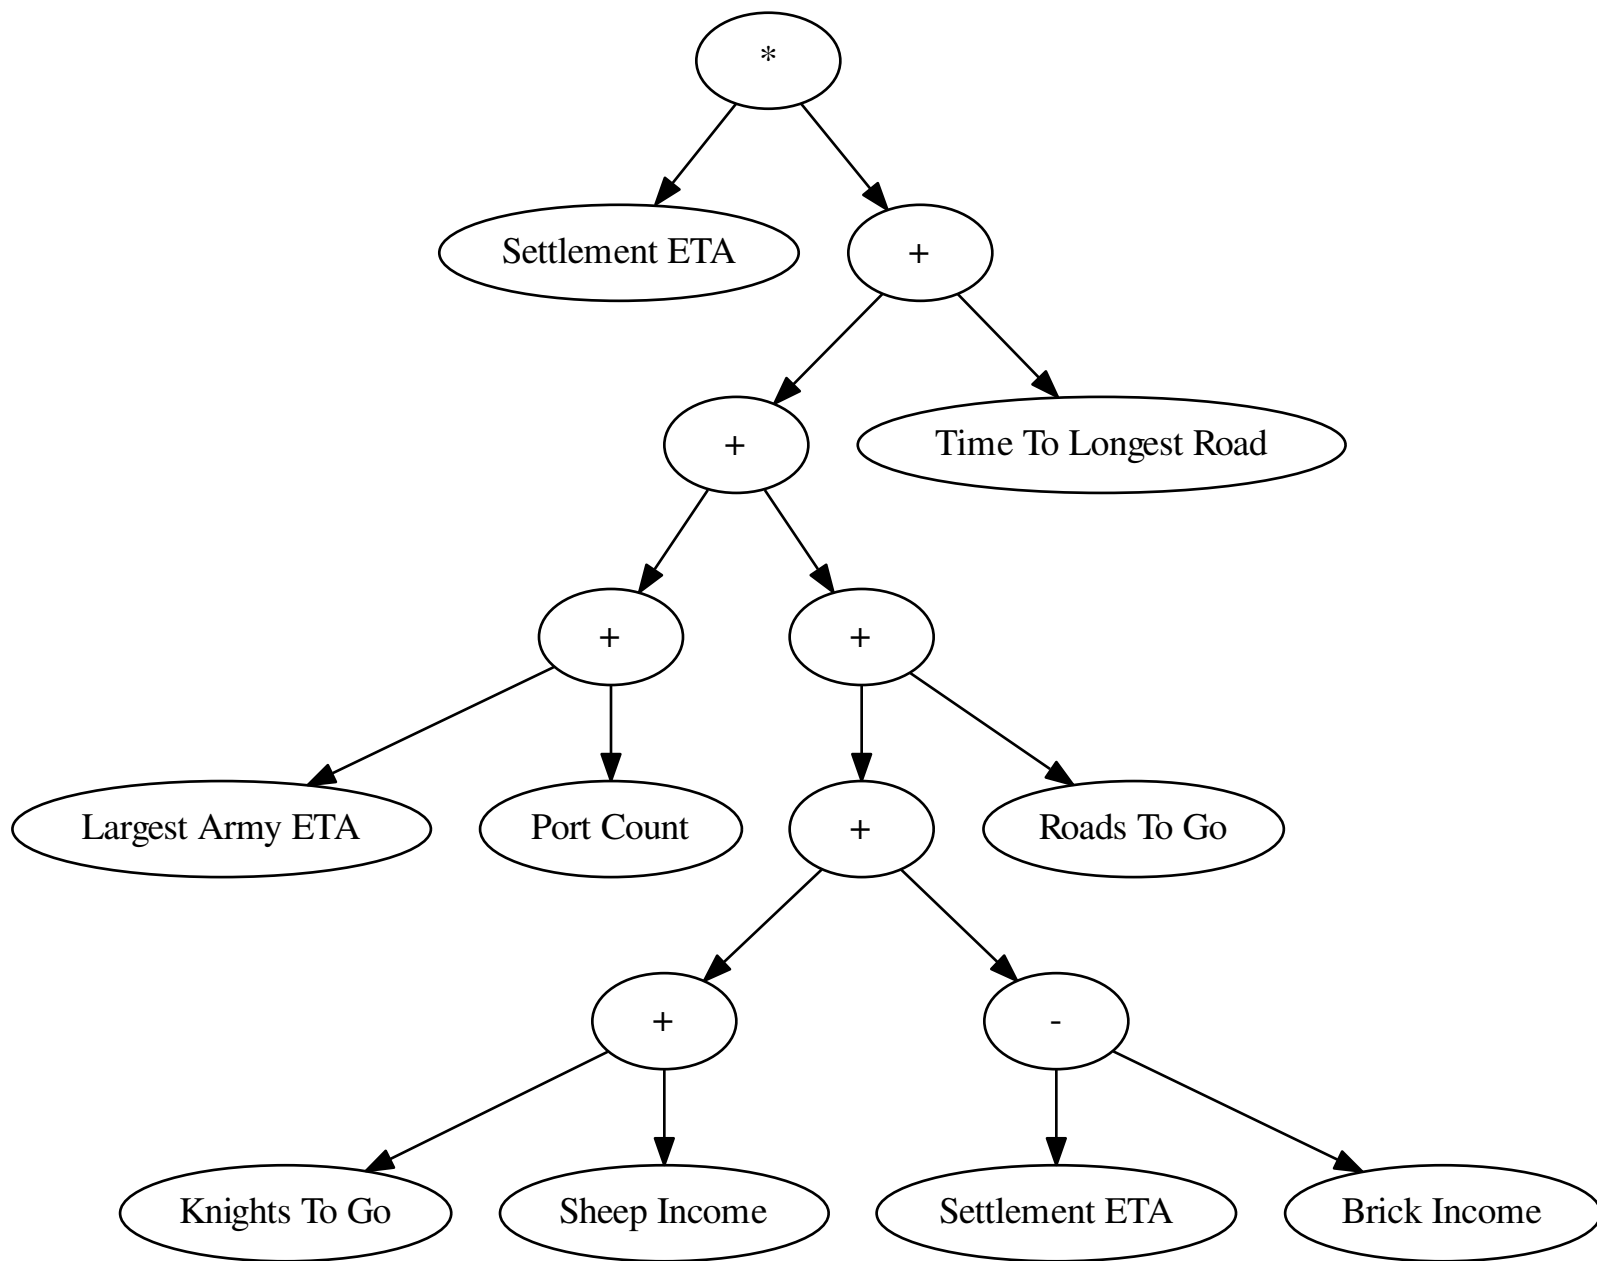 *
Settlement ETA
+
+
Time To Longest Road
+
+
Largest Army ETA
Port Count
+
Roads To Go
+
-
Knights To Go
Sheep Income
Settlement ETA
Brick Income